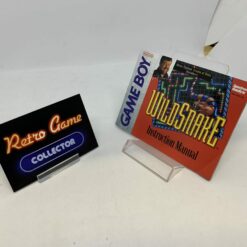 Retro Game
COLLECTOR
GAME BOY
WILDSNAKE
Instruction Manual